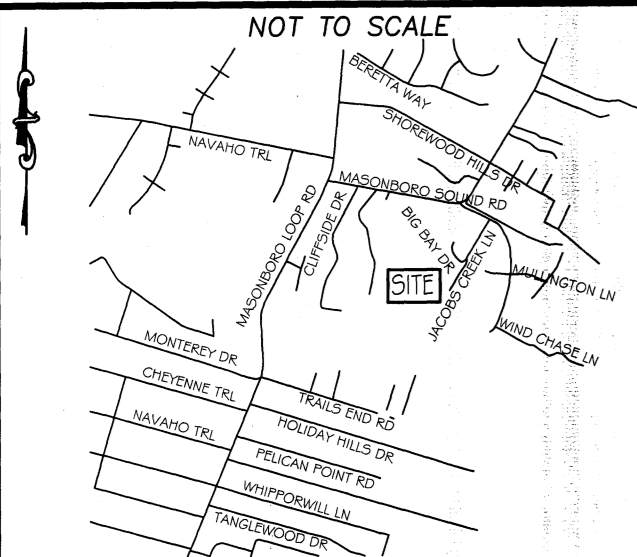 NOT TO SCALE
BERETTA WAY
SHOREWOOD HILLS DR
NAVAHO TRL
MASONBORO SOUND RD
MASONBORO LOOP RD
CLIFFSIDE DR
BIG BAY DR
JACOBS CREEK LN
SITE
MULLINGTON LN
WIND CHASE LN
MONTEREY DR
CHEYENNE TRL
TRAILS END RD
NAVAHO TRL
HOLIDAY HILLS DR
PELICAN POINT RD
WHIPPORWILL LN
TANGLEWOOD DR